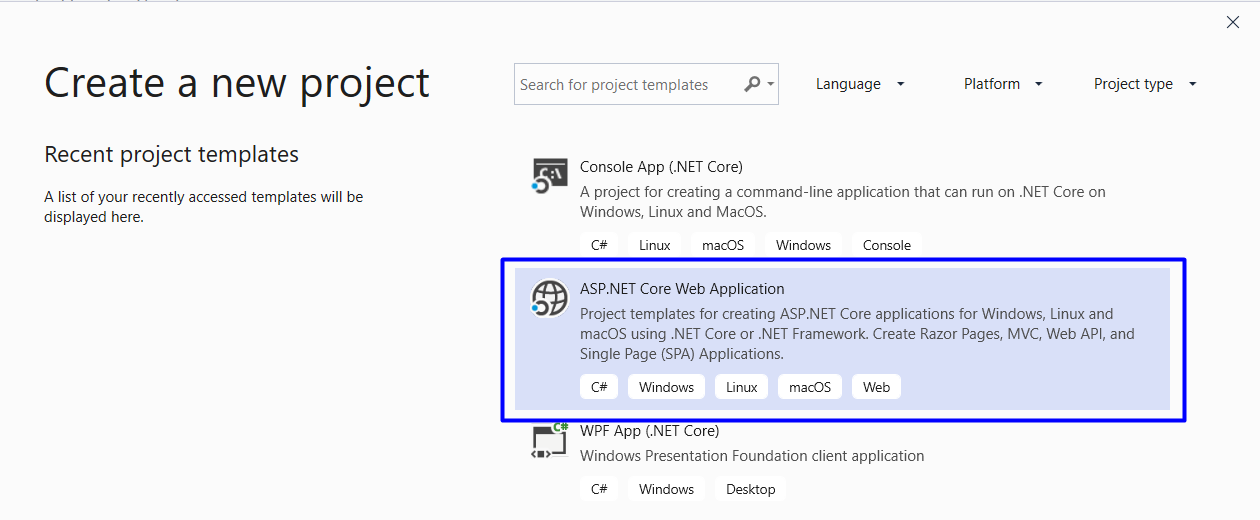 Create a new project
Search for project templates
Language
Platform
Project type
Recent project templates
A list of your recently accessed templates will be
displayed here.
Console App (.NET Core)
A project for creating a command-line application that can run on .NET Core on
Windows, Linux and MacOS.
C# Linux macOS Windows Console
ASP.NET Core Web Application
Project templates for creating ASP.NET Core applications for Windows, Linux and
macOS using .NET Core or .NET Framework. Create Razor Pages, MVC, Web API, and
Single Page (SPA) Applications.
C# Windows Linux macOS Web
WPF App (.NET Core)
Windows Presentation Foundation client application
C# Windows Desktop